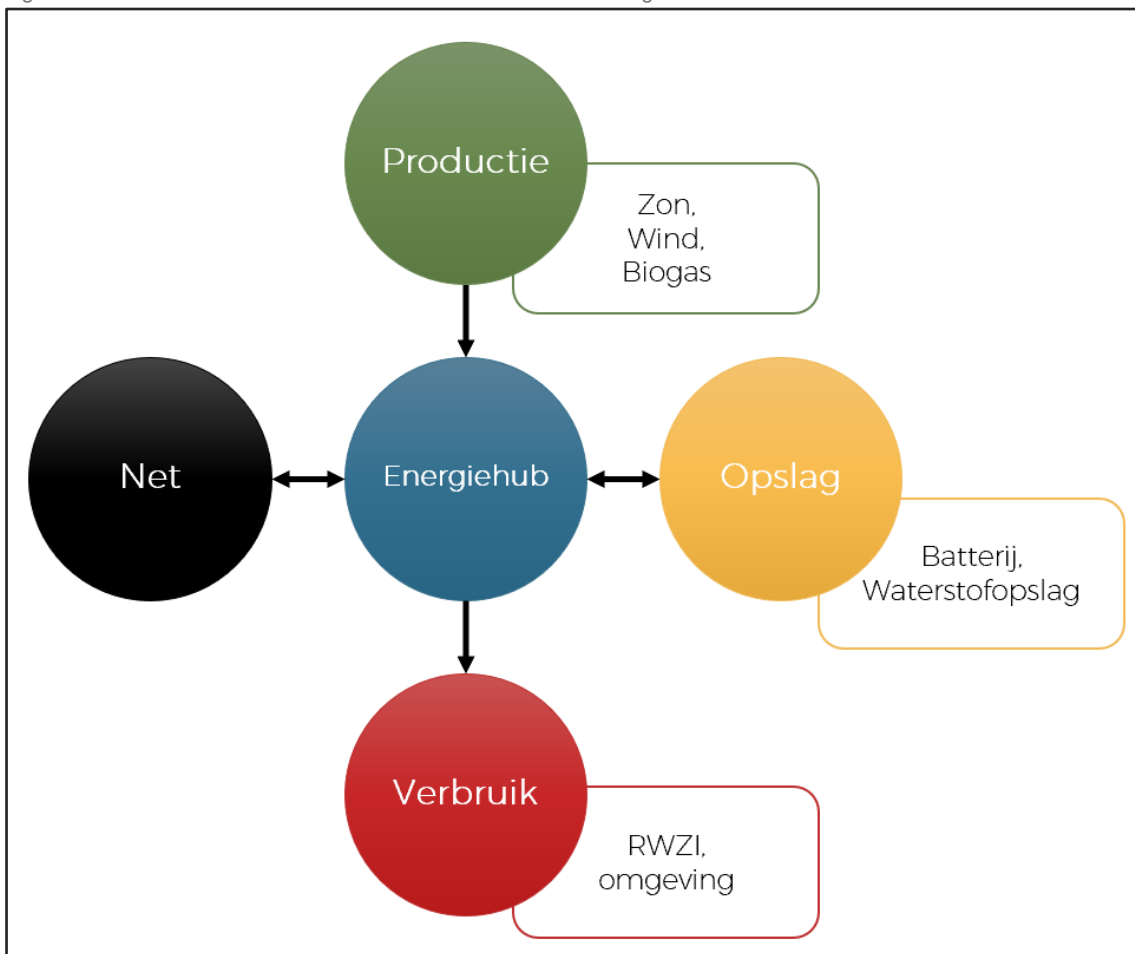 Productie
Zon,
Wind,
Biogas
Net
Energiehub
Opslag
Batterij,
Waterstofopslag
Verbruik
RWZI,
omgeving